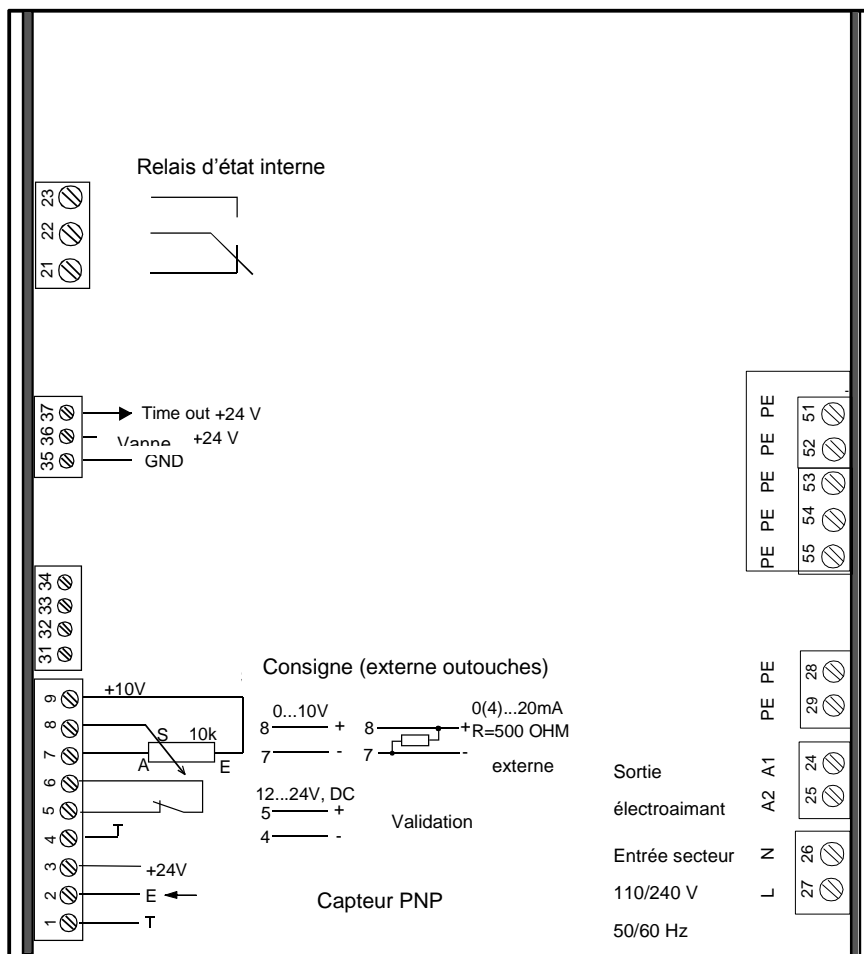 Relais d'état interne
23
22
21
37 Time out +24 V
36 Vanne +24 V
35 GND
PE 51
PE 52
PE 53
PE 54
PE 55
34
33
32
31
Consigne (externe outouches)
9 +10V
8 S 10k
7 A E
6
5
4
3 +24V
2 E
1
0...10V
8 +
7 -
0(4)...20mA
8 + R=500 OHM
7 -
externe
12...24V, DC
5 +
4 -
Validation
Capteur PNP
PE 28
PE 29
Sortie A1 24
électroaimant A2 25
Entrée secteur N 26
110/240 V L 27
50/60 Hz